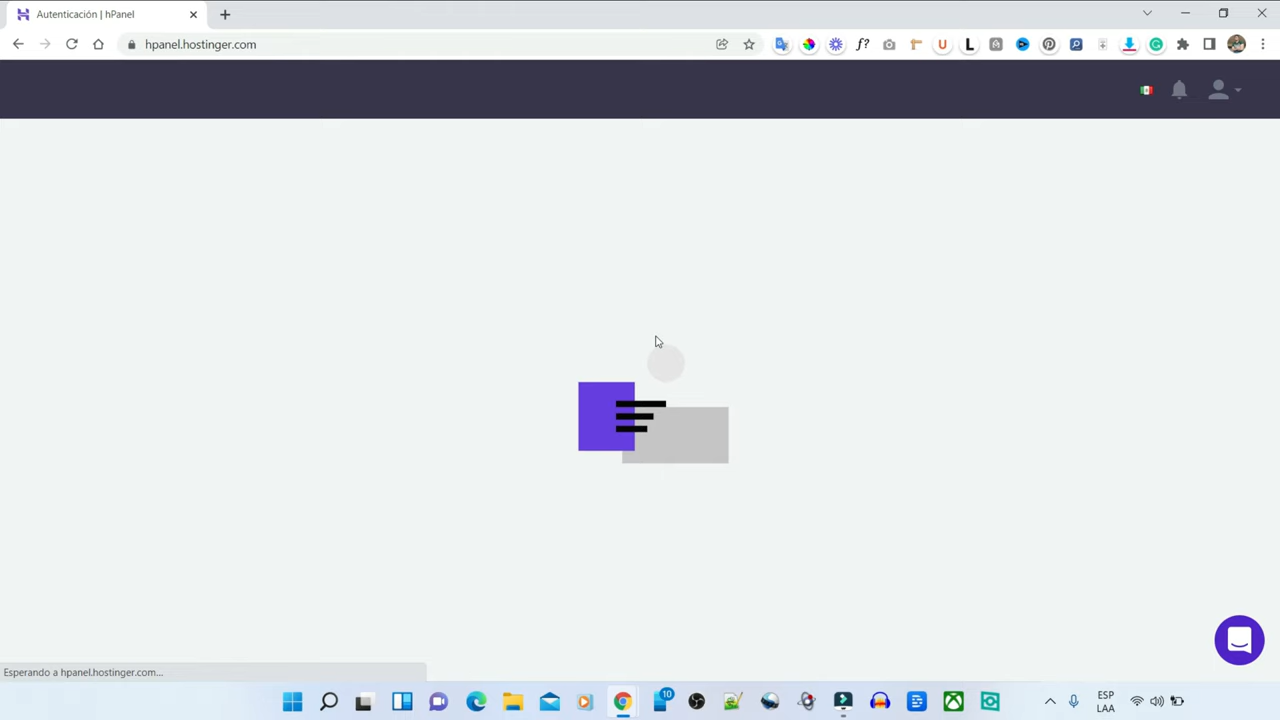 Autenticación | hPanel
hpanel.hostinger.com
f?
U
L
Esperando a hpanel.hostinger.com...
10
ESP
LAA